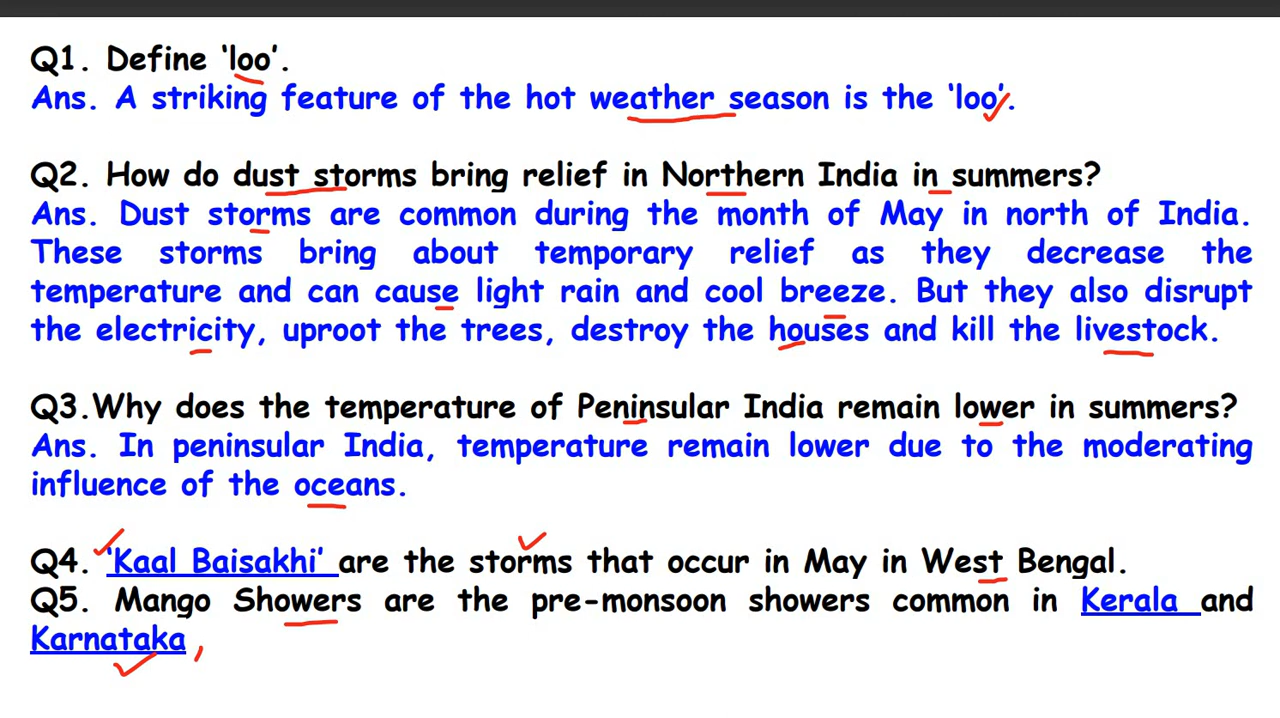 Q1. Define ‘loo’.
Ans. A striking feature of the hot weather season is the ‘loo’.
Q2. How do dust storms bring relief in Northern India in summers?
Ans. Dust storms are common during the month of May in north of India.
These storms bring about temporary relief as they decrease the
temperature and can cause light rain and cool breeze. But they also disrupt
the electricity, uproot the trees, destroy the houses and kill the livestock.
Q3.Why does the temperature of Peninsular India remain lower in summers?
Ans. In peninsular India, temperature remain lower due to the moderating
influence of the oceans.
Q4. ‘Kaal Baisakhi’ are the storms that occur in May in West Bengal.
Q5. Mango Showers are the pre-monsoon showers common in Kerala and
Karnataka,